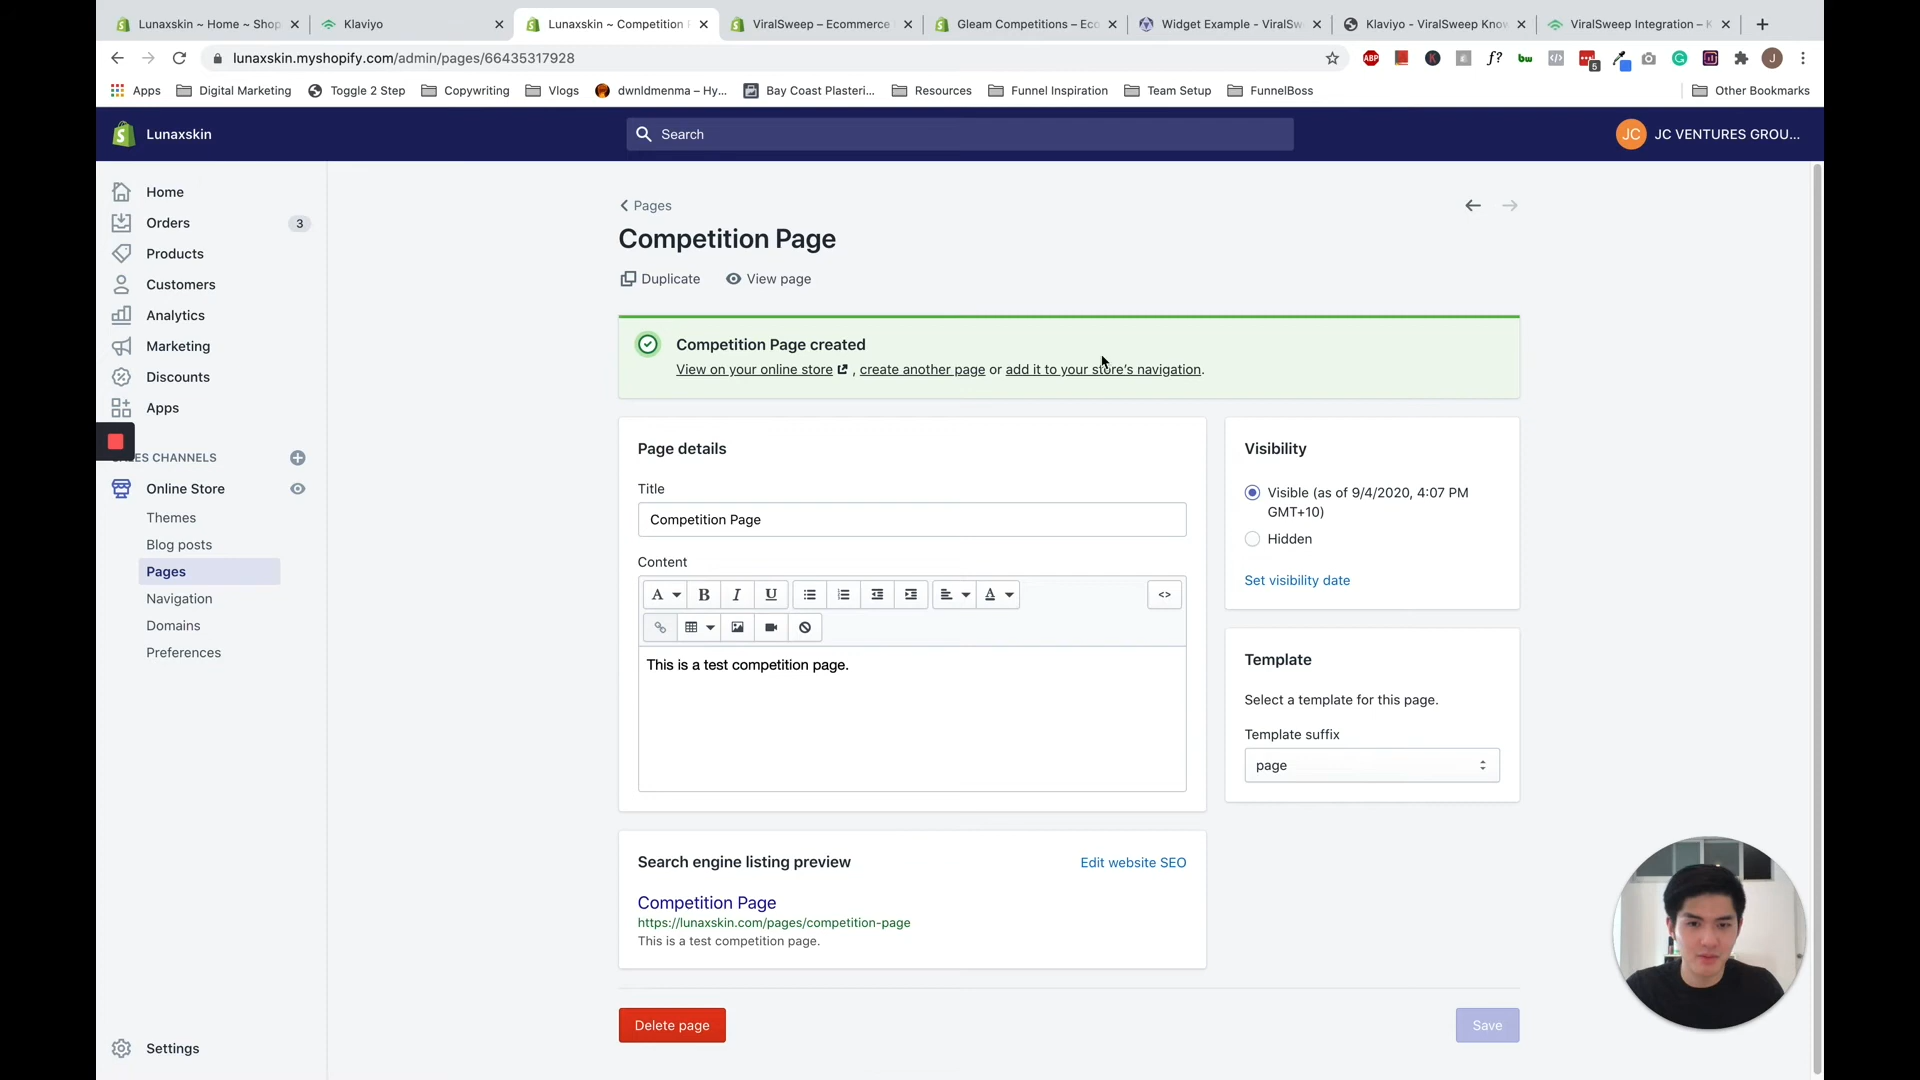 Lunaxskin ~ Home ~ Shop
Klaviyo
Lunaxskin ~ Competition
ViralSweep – Ecommerce
Gleam Competitions – Eco
Widget Example - ViralSw
Klaviyo - ViralSweep Know
ViralSweep Integration – K
lunaxskin.myshopify.com/admin/pages/66435317928
ABP
f?
bw
5
J
Apps
Digital Marketing
Toggle 2 Step
Copywriting
Vlogs
dwnldmenma – Hy...
Bay Coast Plasteri...
Resources
Funnel Inspiration
Team Setup
FunnelBoss
Other Bookmarks
Lunaxskin
Search
JC
JC VENTURES GROU...
Home
Orders
3
Products
Customers
Analytics
Marketing
Discounts
Apps
ES CHANNELS
Online Store
Themes
Blog posts
Pages
Navigation
Domains
Preferences
Settings
Pages
Competition Page
Duplicate
View page
Competition Page created
View on your online store , create another page or add it to your store's navigation.
Page details
Title
Competition Page
Content
A
B
I
U
A
<>
This is a test competition page.
Search engine listing preview
Edit website SEO
Competition Page
https://lunaxskin.com/pages/competition-page
This is a test competition page.
Visibility
Visible (as of 9/4/2020, 4:07 PM
GMT+10)
Hidden
Set visibility date
Template
Select a template for this page.
Template suffix
page
Delete page
Save